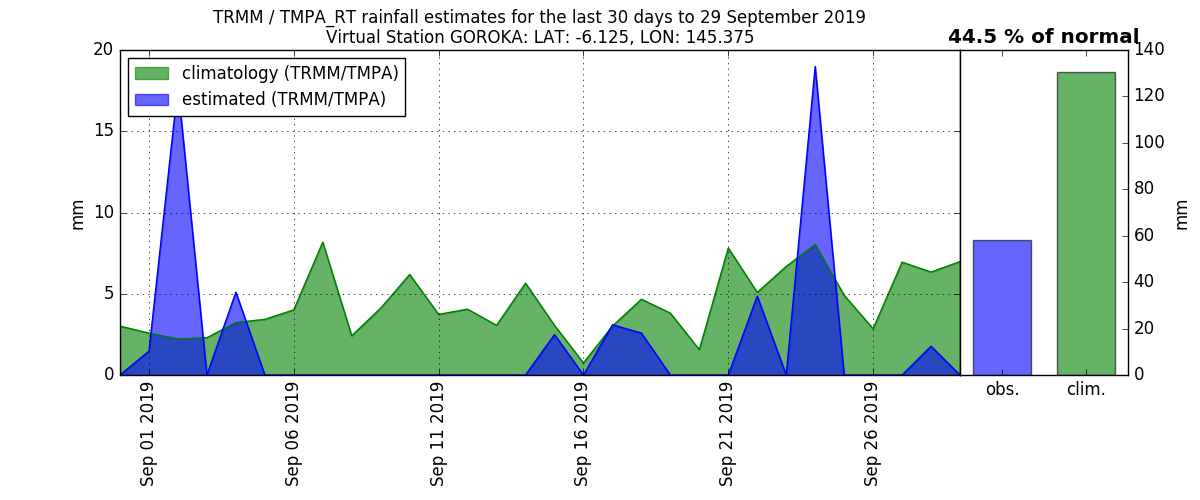 TRMM / TMPA_RT rainfall estimates for the last 30 days to 29 September 2019
Virtual Station GOROKA: LAT: -6.125, LON: 145.375
44.5 % of normal
climatology (TRMM/TMPA)
estimated (TRMM/TMPA)
mm
20
15
10
5
0
Sep 01 2019
Sep 06 2019
Sep 11 2019
Sep 16 2019
Sep 21 2019
Sep 26 2019
obs.
clim.
140
120
100
80
60
40
20
0
mm